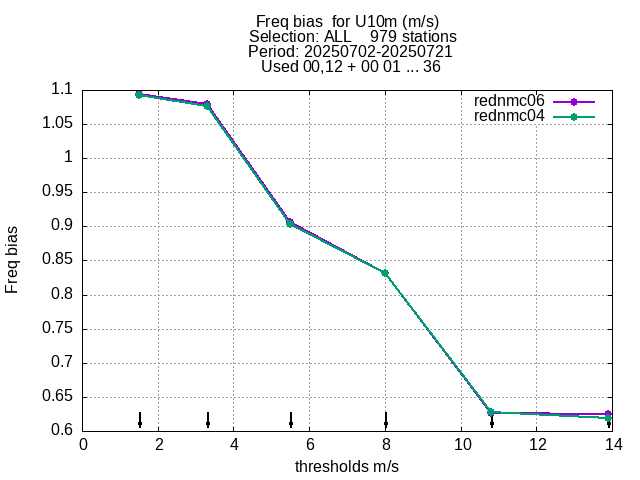 Freq bias  for U10m (m/s)
Selection: ALL    979 stations
Period: 20250702-20250721
Used 00,12 + 00 01 ... 36
rednmc06
rednmc04
1.1
1.05
1
0.95
0.9
0.85
0.8
0.75
0.7
0.65
0.6
Freq bias
0 2 4 6 8 10 12 14
thresholds m/s